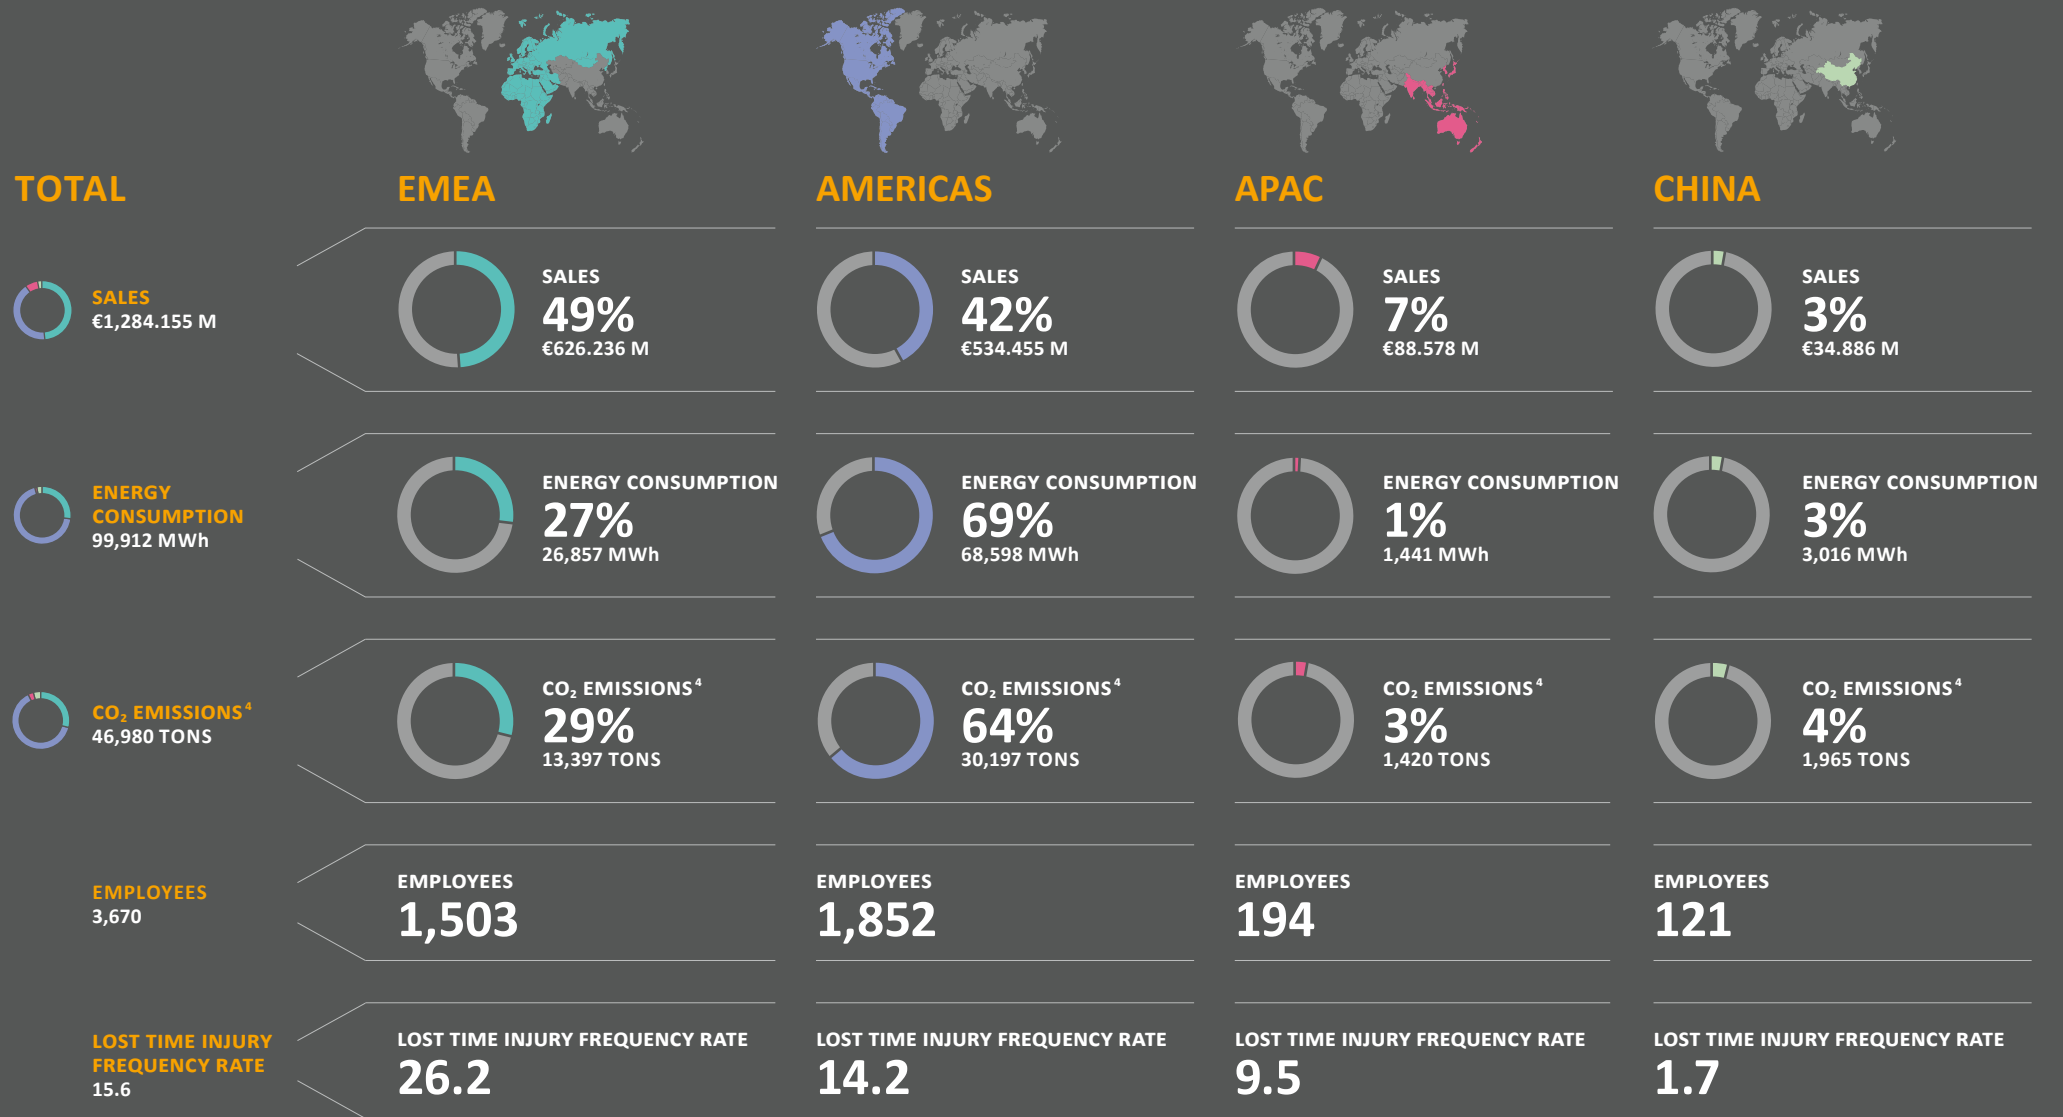 TOTAL
EMEA
AMERICAS
APAC
CHINA
SALES
€1,284.155 M
SALES
49%
€626.236 M
SALES
42%
€534.455 M
SALES
7%
€88.578 M
SALES
3%
€34.886 M
ENERGY
CONSUMPTION
99,912 MWh
ENERGY CONSUMPTION
27%
26,857 MWh
ENERGY CONSUMPTION
69%
68,598 MWh
ENERGY CONSUMPTION
1%
1,441 MWh
ENERGY CONSUMPTION
3%
3,016 MWh
CO₂ EMISSIONS⁴
46,980 TONS
CO₂ EMISSIONS⁴
29%
13,397 TONS
CO₂ EMISSIONS⁴
64%
30,197 TONS
CO₂ EMISSIONS⁴
3%
1,420 TONS
CO₂ EMISSIONS⁴
4%
1,965 TONS
EMPLOYEES
3,670
EMPLOYEES
1,503
EMPLOYEES
1,852
EMPLOYEES
194
EMPLOYEES
121
LOST TIME INJURY
FREQUENCY RATE
15.6
LOST TIME INJURY FREQUENCY RATE
26.2
LOST TIME INJURY FREQUENCY RATE
14.2
LOST TIME INJURY FREQUENCY RATE
9.5
LOST TIME INJURY FREQUENCY RATE
1.7